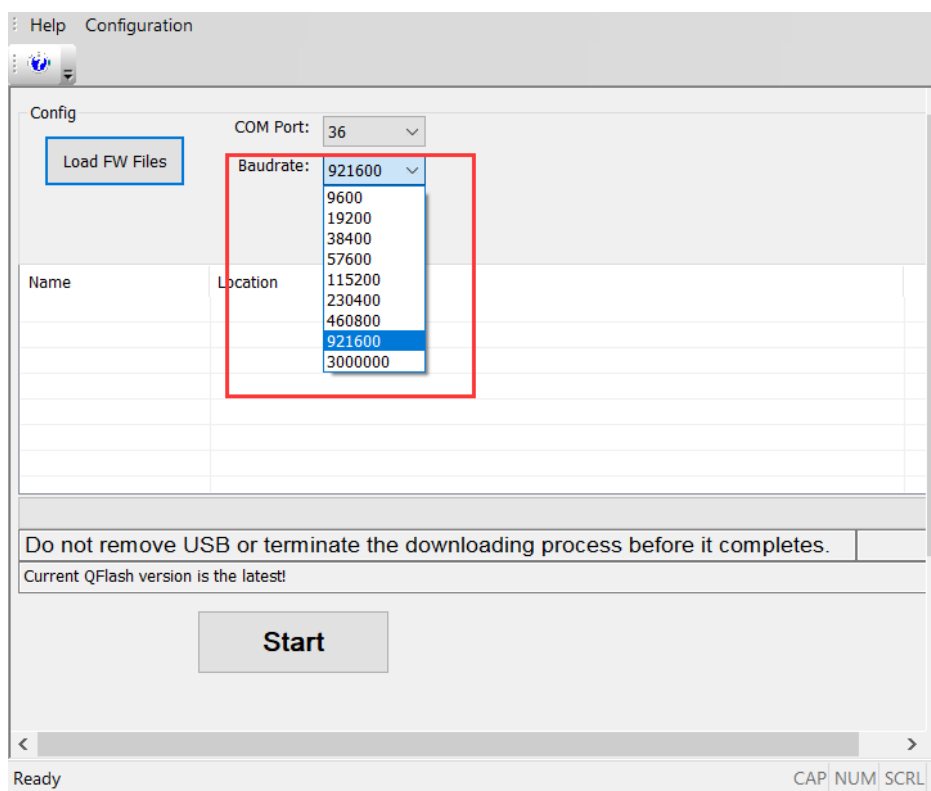 Help Configuration
Config
Load FW Files
COM Port: 36
Baudrate: 921600
9600
19200
38400
57600
115200
230400
460800
921600
3000000
Name Location
Do not remove USB or terminate the downloading process before it completes.
Current QFlash version is the latest!
Start
Ready CAP NUM SCRL